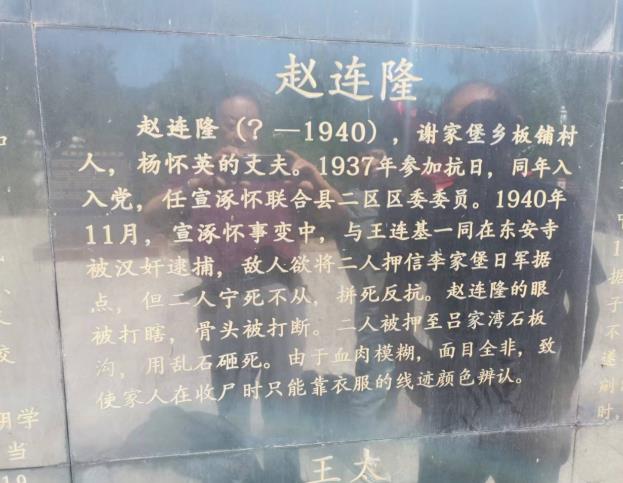 赵连隆
赵连隆（？—1940），谢家堡乡板铺村
人，杨怀英的丈夫。1937年参加抗日，同年入
入党，任宣涿怀联合县二区区委委员。1940年
11月，宣涿怀事变中，与王连基一同在东安寺
被汉奸逮捕，敌人欲将二人押信李家堡日军据
点，但二人宁死不从，拼死反抗。赵连隆的眼
被打瞎，骨头被打断。二人被押至吕家湾石板
沟，用乱石砸死。由于血肉模糊，面目全非，致
使家人在收尸时只能靠衣服的线迹颜色辨认。